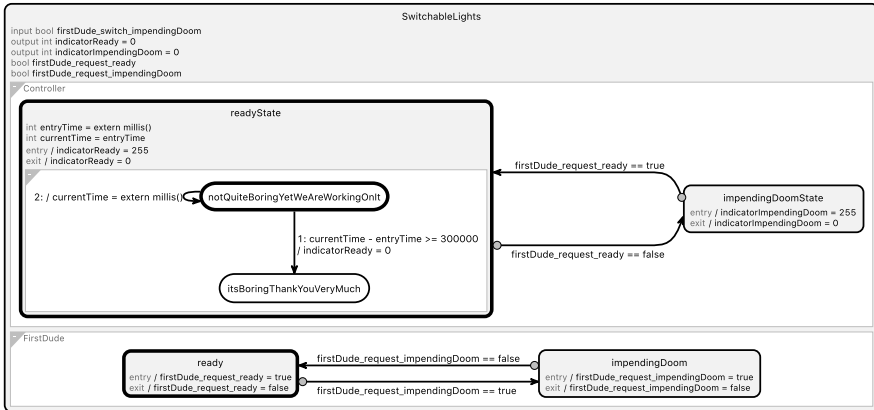 SwitchableLights
input bool firstDude_switch_impendingDoom
output int indicatorReady = 0
output int indicatorImpendingDoom = 0
bool firstDude_request_ready
bool firstDude_request_impendingDoom
- Controller
readyState
int entryTime = extern millis()
int currentTime = entryTime
entry / indicatorReady = 255
exit / indicatorReady = 0
-
2: / currentTime = extern millis()
notQuiteBoringYetWeAreWorkingOnIt
1: currentTime - entryTime >= 300000
/ indicatorReady = 0
itsBoringThankYouVeryMuch
firstDude_request_ready == true
impendingDoomState
entry / indicatorImpendingDoom = 255
exit / indicatorImpendingDoom = 0
firstDude_request_ready == false
- FirstDude
ready
entry / firstDude_request_ready = true
exit / firstDude_request_ready = false
firstDude_request_impendingDoom == false
firstDude_request_impendingDoom == true
impendingDoom
entry / firstDude_request_impendingDoom = true
exit / firstDude_request_impendingDoom = false